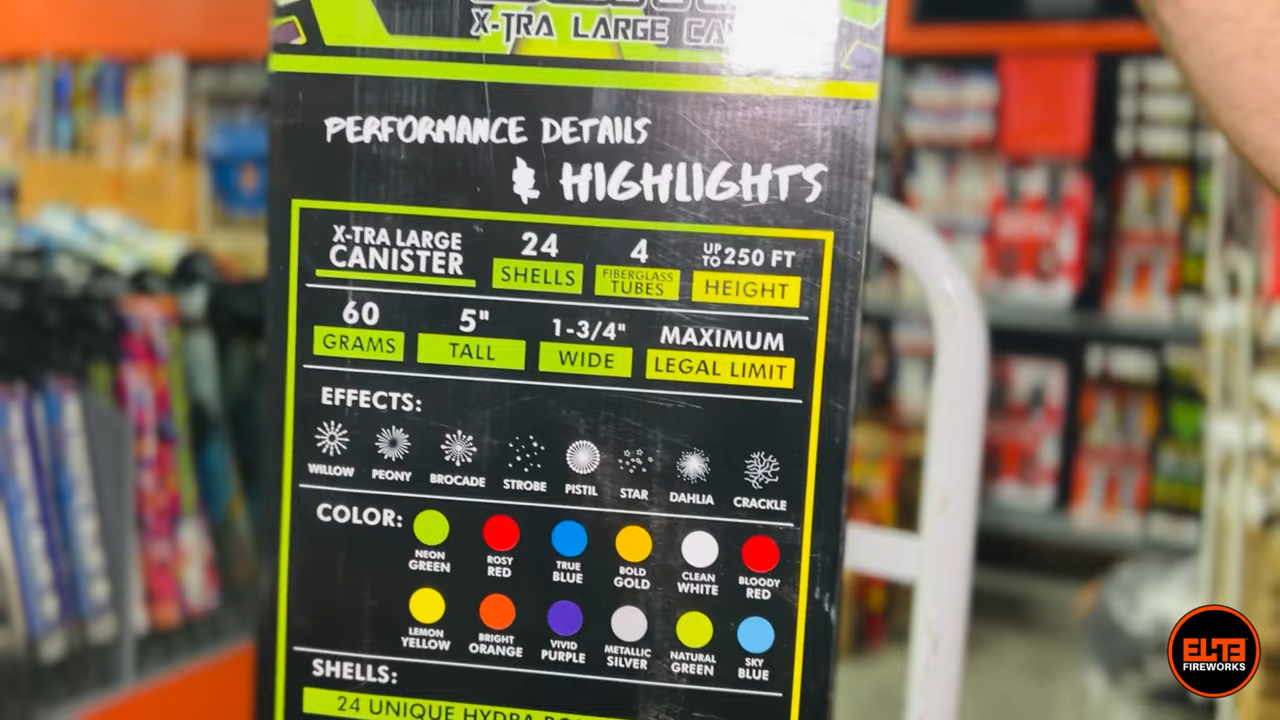 X-TRA LARGE
PERFORMANCE DETAILS
& HIGHLIGHTS
X-TRA LARGE
CANISTER
24
SHELLS
4
FIBERGLASS
TUBES
UP
TO 250 FT
HEIGHT
60
GRAMS
5"
TALL
1-3/4"
WIDE
MAXIMUM
LEGAL LIMIT
EFFECTS:
WILLOW
PEONY
BROCADE
STROBE
PISTIL
STAR
DAHLIA
CRACKLE
COLOR:
NEON
GREEN
ROSY
RED
TRUE
BLUE
BOLD
GOLD
CLEAN
WHITE
BLOODY
RED
LEMON
YELLOW
BRIGHT
ORANGE
VIVID
PURPLE
METALLIC
SILVER
NATURAL
GREEN
SKY
BLUE
SHELLS:
24 UNIQUE HYDRA
ELTE
FIREWORKS